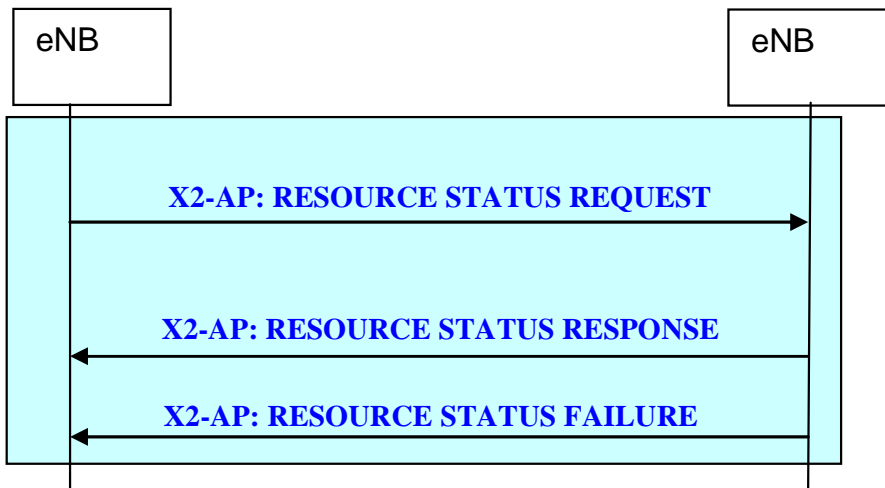 eNB
eNB
X2-AP: RESOURCE STATUS REQUEST
X2-AP: RESOURCE STATUS RESPONSE
X2-AP: RESOURCE STATUS FAILURE